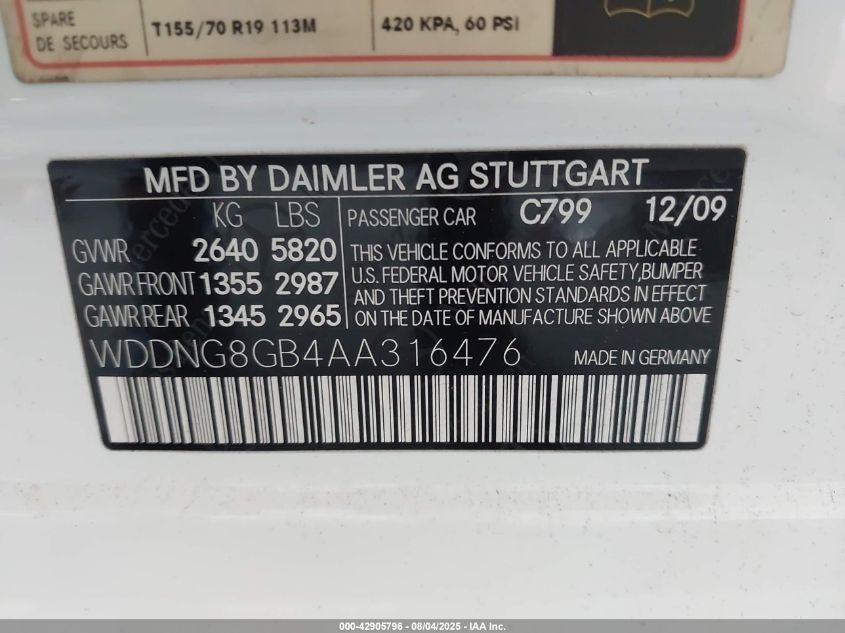 SPARE
DE SECOURS
T155/70 R19 113M
420 KPA, 60 PSI
MFD BY DAIMLER AG STUTTGART
KG LBS
GVWR 2640 5820
GAWR FRONT 1355 2987
GAWR REAR 1345 2965
PASSENGER CAR C799 12/09
THIS VEHICLE CONFORMS TO ALL APPLICABLE
U.S. FEDERAL MOTOR VEHICLE SAFETY,BUMPER
AND THEFT PREVENTION STANDARDS IN EFFECT
ON THE DATE OF MANUFACTURE SHOWN ABOVE
WDDNG8GB4AA316476 MADE IN GERMANY
000-42905796 - 08/04/2025 - IAA Inc.